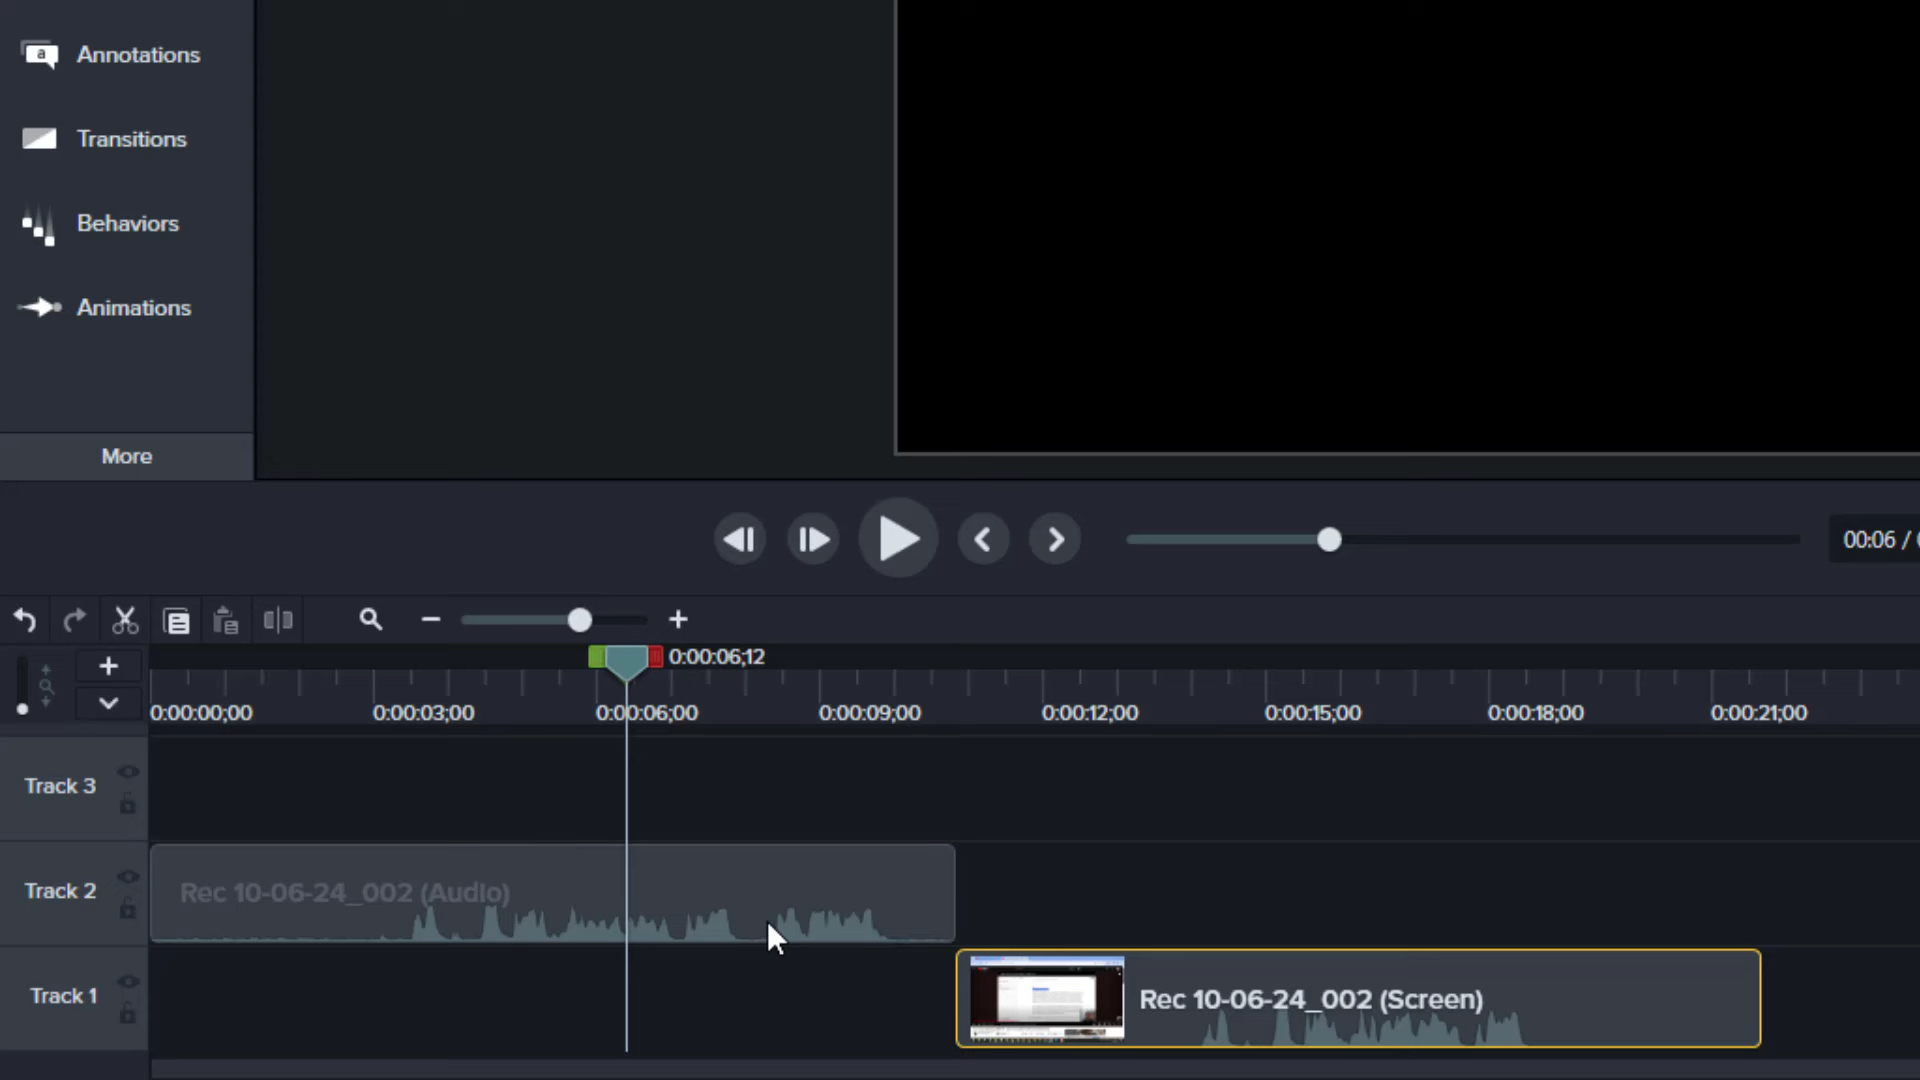 Annotations
Transitions
Behaviors
Animations
More
00:06 /
0:00:06;12
0:00:00;00 0:00:03;00 0:00:06;00 0:00:09;00 0:00:12;00 0:00:15;00 0:00:18;00 0:00:21;00
Track 3
Track 2
Rec 10-06-24_002 (Audio)
Track 1
Rec 10-06-24_002 (Screen)